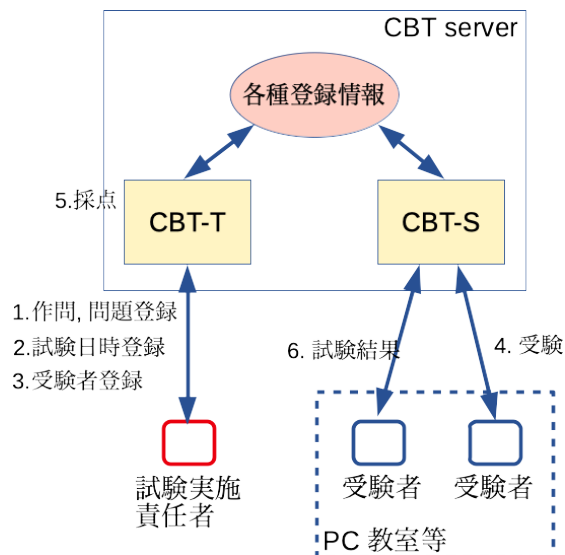 CBT server
各種登録情報
5.採点
CBT-T
CBT-S
1.作問, 問題登録
2.試験日時登録
3.受験者登録
6. 試験結果
4. 受験
試験実施
責任者
受験者
受験者
PC 教室等